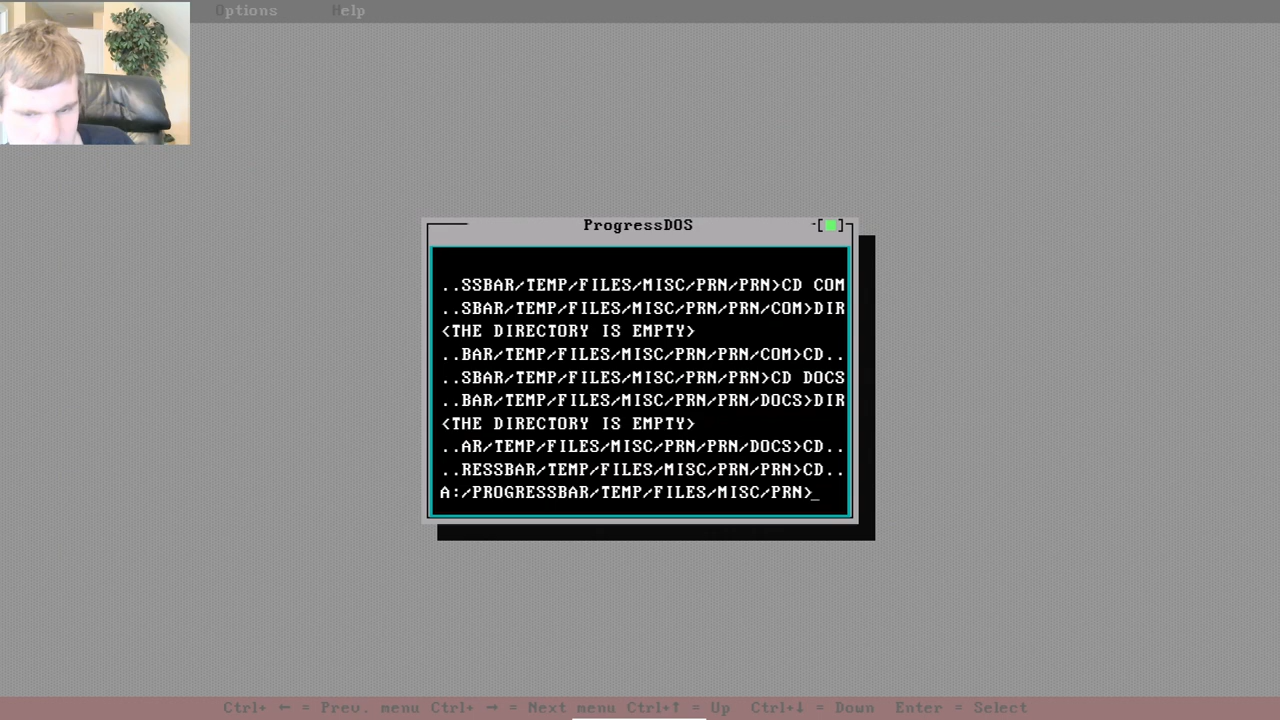 Options Help
ProgressDOS
-[■]
..SSBAR/TEMP/FILES/MISC/PRN/PRN>CD COM
..SBAR/TEMP/FILES/MISC/PRN/PRN/COM>DIR
<THE DIRECTORY IS EMPTY>
..BAR/TEMP/FILES/MISC/PRN/PRN/COM>CD..
..SBAR/TEMP/FILES/MISC/PRN/PRN>CD DOCS
..BAR/TEMP/FILES/MISC/PRN/PRN/DOCS>DIR
<THE DIRECTORY IS EMPTY>
..AR/TEMP/FILES/MISC/PRN/PRN/DOCS>CD..
..RESSBAR/TEMP/FILES/MISC/PRN/PRN>CD..
A:/PROGRESSBAR/TEMP/FILES/MISC/PRN>_
Ctrl+ ← = Prev. menu Ctrl+ → = Next menu Ctrl+↑ = Up Ctrl+↓ = Down Enter = Select